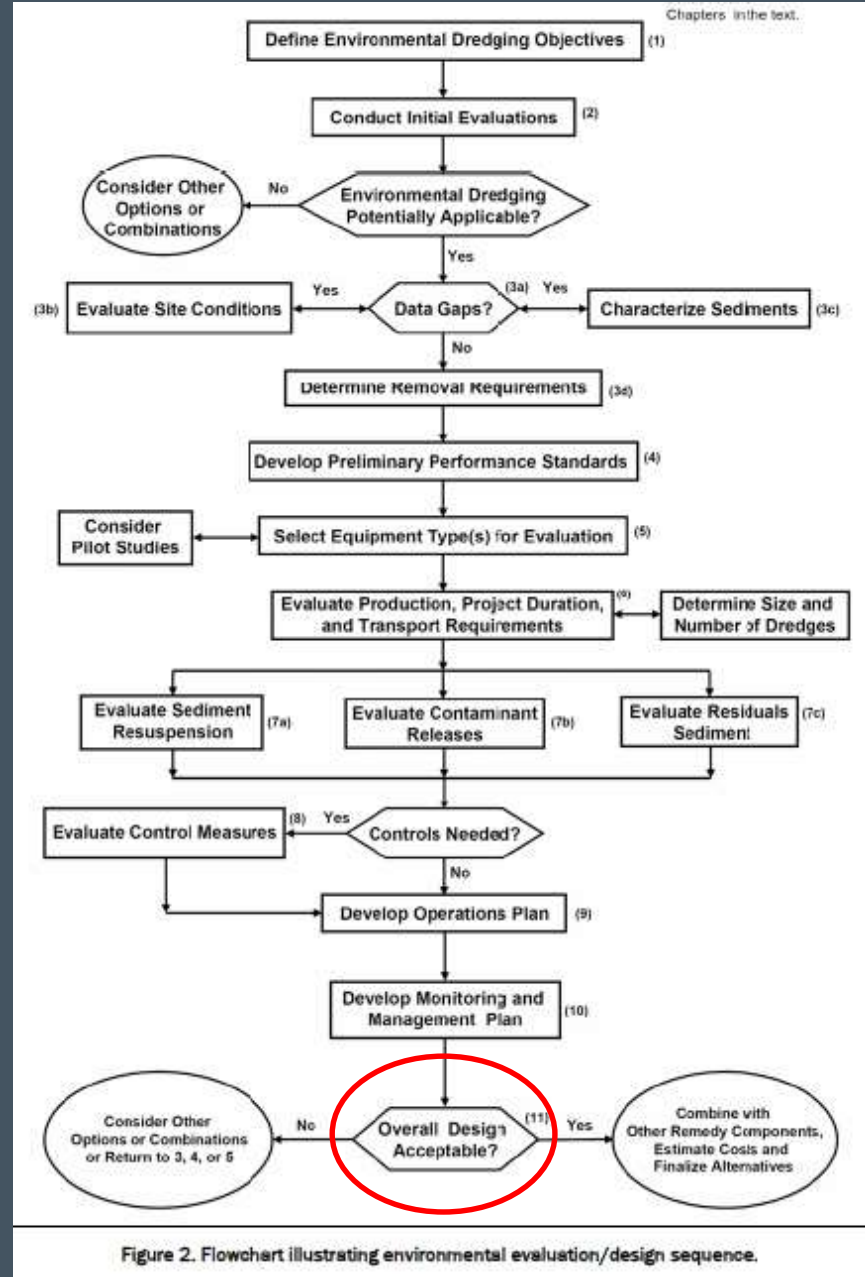 Chapters in the text.
Define Environmental Dredging Objectives (1)
Conduct Initial Evaluations (2)
Consider Other
Options or
Combinations
No
Environmental Dredging
Potentially Applicable?
Yes
(3b) Evaluate Site Conditions
Yes
Data Gaps?
(3a) Yes
Characterize Sediments (3c)
No
Determine Removal Requirements (3d)
Develop Preliminary Performance Standards (4)
Consider
Pilot Studies
Select Equipment Type(s) for Evaluation (5)
Evaluate Production, Project Duration,
and Transport Requirements
(6)
Determine Size and
Number of Dredges
Evaluate Sediment
Resuspension
(7a)
Evaluate Contaminant
Releases
(7b)
Evaluate Residuals
Sediment
(7c)
Evaluate Control Measures
(8) Yes
Controls Needed?
No
Develop Operations Plan (9)
Develop Monitoring and
Management Plan
(10)
Consider Other
Options or Combinations
or Return to 3, 4, or 5
No
Overall Design
Acceptable?
(11) Yes
Combine with
Other Remedy Components,
Estimate Costs and
Finalize Alternatives
Figure 2. Flowchart illustrating environmental evaluation/design sequence.